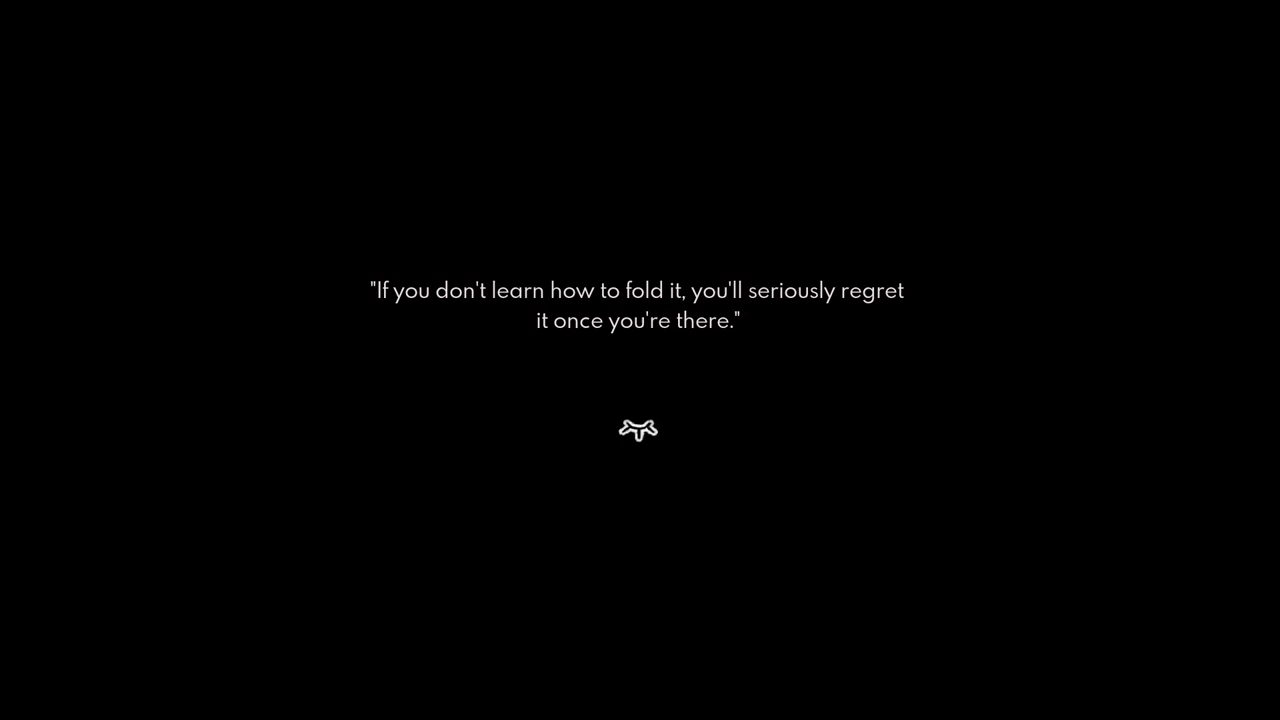 "If you don't learn how to fold it, you'll seriously regret
it once you're there."